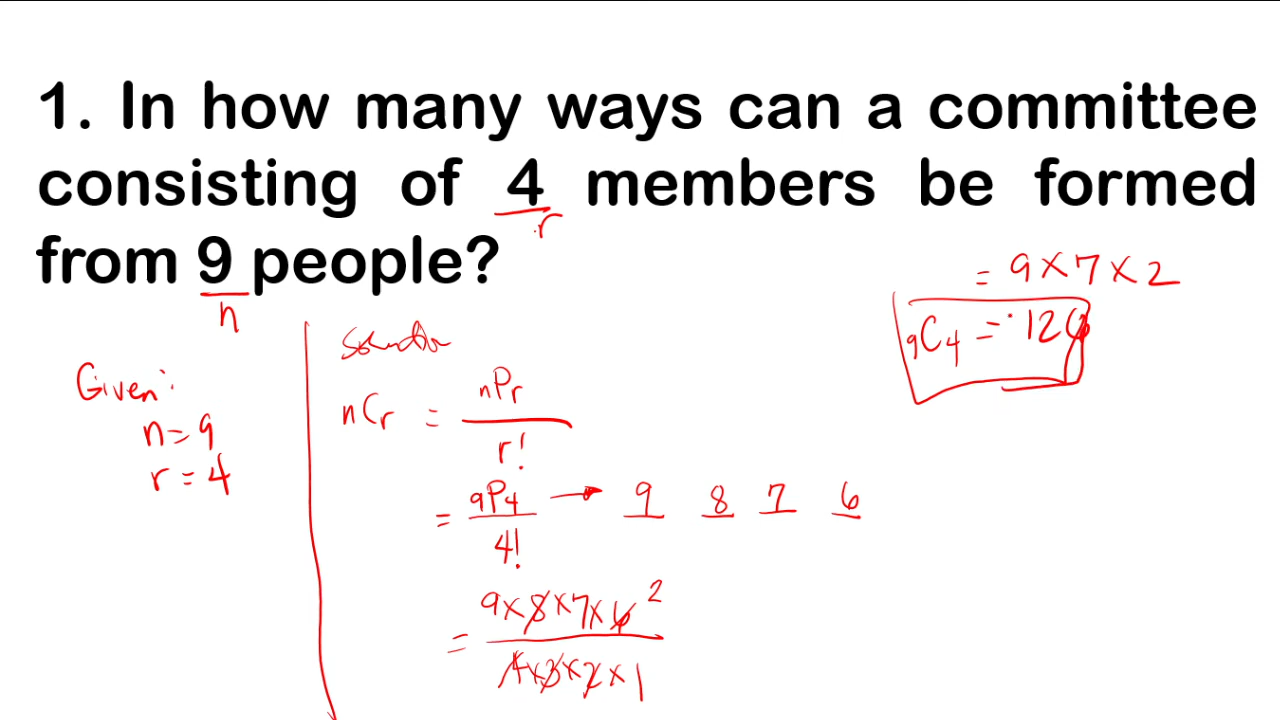 1. In how many ways can a committee
consisting of 4 members be formed
from 9 people?
r
n
Given:
n = 9
r = 4
Solution
nCr = nPr / r!
= 9P4 / 4! → 9 8 7 6
= 9 x 8 x 7 x 6 2 / 4 x 3 x 2 x 1
= 9 x 7 x 2
9C4 = 126